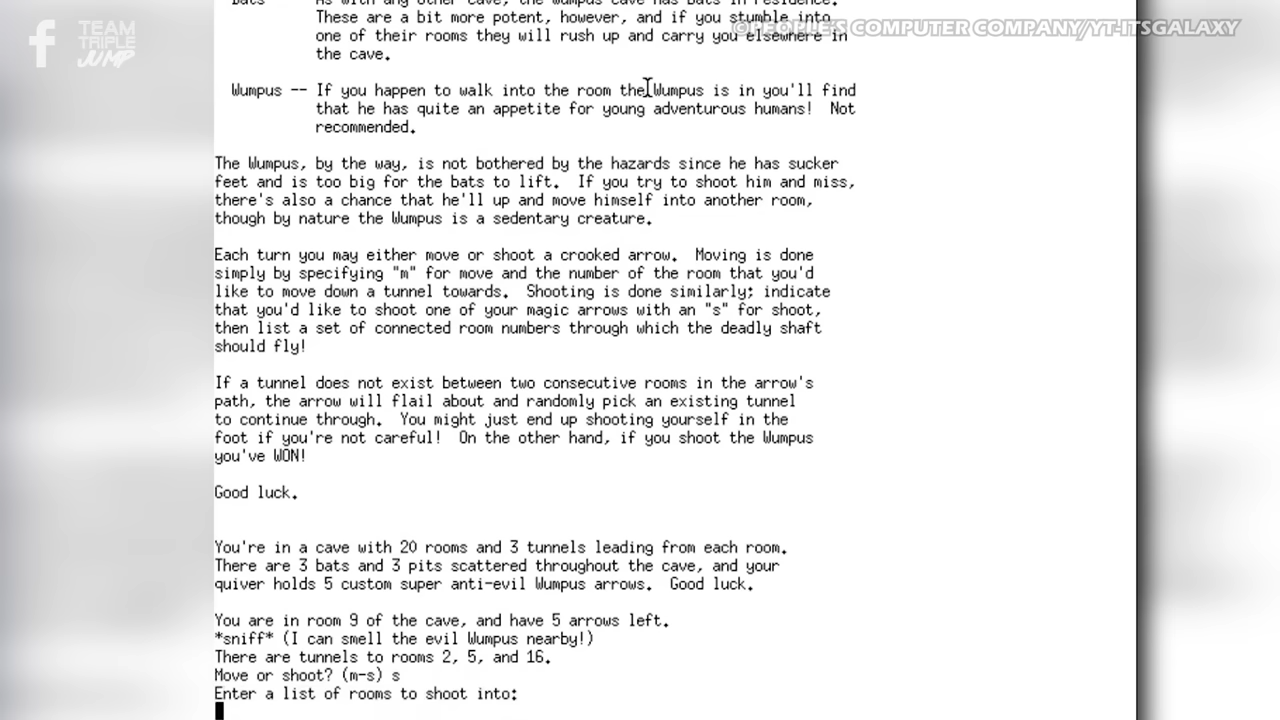 Bats As with any other cave, the Wumpus cave has bats in residence.
These are a bit more potent, however, and if you stumble into
one of their rooms they will rush up and carry you elsewhere in
the cave.
Wumpus -- If you happen to walk into the room the Wumpus is in you'll find
that he has quite an appetite for young adventurous humans! Not
recommended.
The Wumpus, by the way, is not bothered by the hazards since he has sucker
feet and is too big for the bats to lift. If you try to shoot him and miss,
there's also a chance that he'll up and move himself into another room,
though by nature the Wumpus is a sedentary creature.
Each turn you may either move or shoot a crooked arrow. Moving is done
simply by specifying "m" for move and the number of the room that you'd
like to move down a tunnel towards. Shooting is done similarly; indicate
that you'd like to shoot one of your magic arrows with an "s" for shoot,
then list a set of connected room numbers through which the deadly shaft
should fly!
If a tunnel does not exist between two consecutive rooms in the arrow's
path, the arrow will flail about and randomly pick an existing tunnel
to continue through. You might just end up shooting yourself in the
foot if you're not careful! On the other hand, if you shoot the Wumpus
you've WON!
Good luck.
You're in a cave with 20 rooms and 3 tunnels leading from each room.
There are 3 bats and 3 pits scattered throughout the cave, and your
quiver holds 5 custom super anti-evil Wumpus arrows. Good luck.
You are in room 9 of the cave, and have 5 arrows left.
*sniff* (I can smell the evil Wumpus nearby!)
There are tunnels to rooms 2, 5, and 16.
Move or shoot? (m-s) s
Enter a list of rooms to shoot into:
f
TEAM
TRIPLE
JUMP
©PEOPLE'S COMPUTER COMPANY/YT-ITSGALAXY